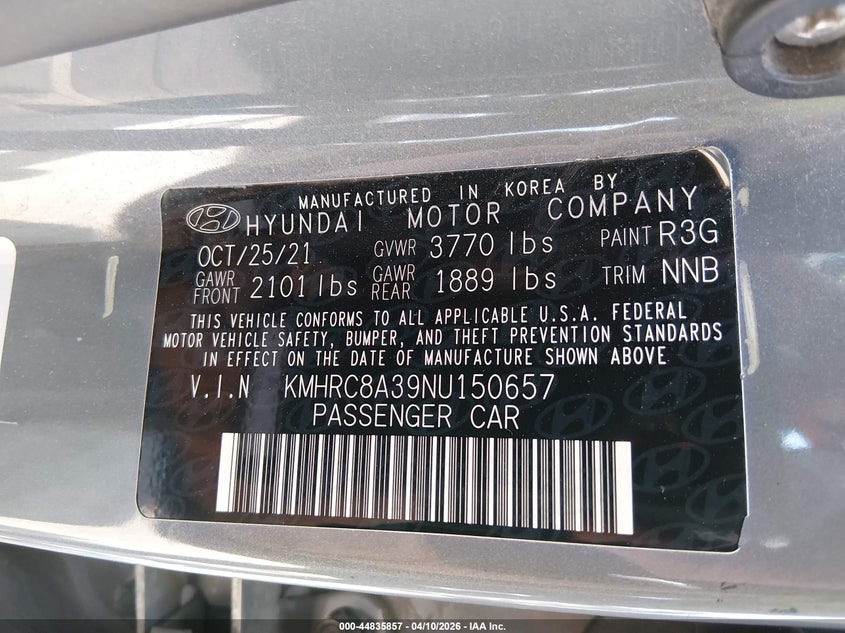 MANUFACTURED IN KOREA BY
HYUNDAI MOTOR COMPANY
OCT/25/21 GVWR 3770 lbs PAINT R3G
GAWR FRONT 2101 lbs GAWR REAR 1889 lbs TRIM NNB
THIS VEHICLE CONFORMS TO ALL APPLICABLE U.S.A. FEDERAL
MOTOR VEHICLE SAFETY, BUMPER, AND THEFT PREVENTION STANDARDS
IN EFFECT ON THE DATE OF MANUFACTURE SHOWN ABOVE
V.I.N KMHRC8A39NU150657
PASSENGER CAR
000-44835857 - 04/10/2026 - IAA Inc.